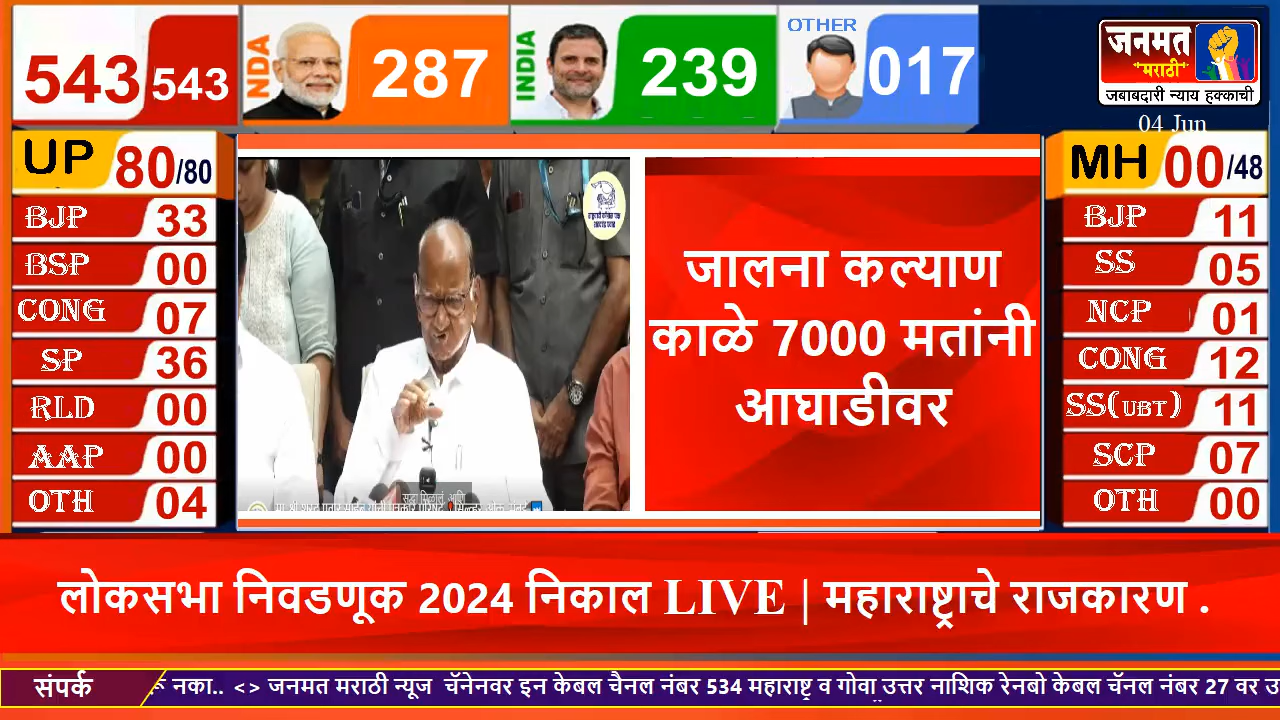 543 543
NDA 287
INDIA 239
OTHER 017
जनमत
"मराठी"
जबाबदारी न्याय हक्काची
04 Jun
UP 80/80
BJP 33
BSP 00
CONG 07
SP 36
RLD 00
AAP 00
OTH 04
जालना कल्याण
काळे 7000 मतांनी
आघाडीवर
MH 00/48
BJP 11
SS 05
NCP 01
CONG 12
SS(UBT) 11
SCP 07
OTH 00
लोकसभा निवडणूक 2024 निकाल LIVE | महाराष्ट्राचे राजकारण .
संपर्क
नका.. <> जनमत मराठी न्यूज चॅनेनवर इन केबल चैनल नंबर 534 महाराष्ट्र व गोवा उत्तर नाशिक रेनबो केबल चॅनल नंबर 27 वर